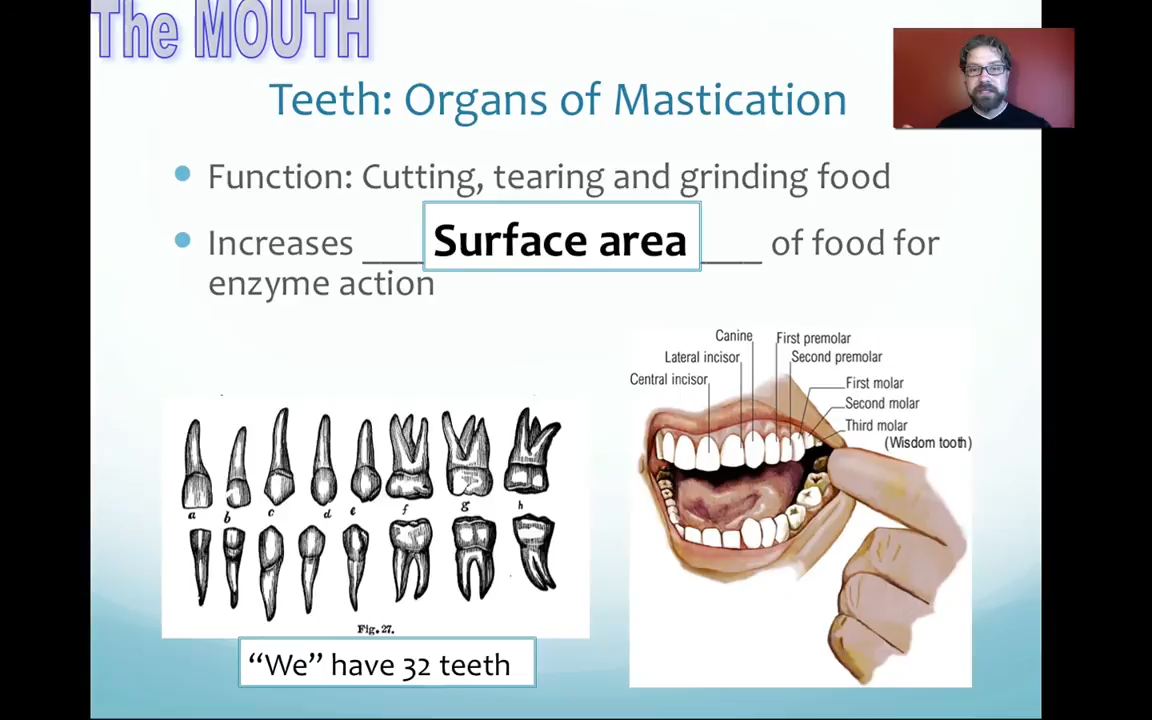 The MOUTH
Teeth: Organs of Mastication
Function: Cutting, tearing and grinding food
Increases ____ Surface area ___ of food for
enzyme action
Canine
First premolar
Lateral incisor
Second premolar
Central incisor
First molar
Second molar
Third molar
(Wisdom tooth)
a b c d e f g h
Fig. 27.
“We” have 32 teeth